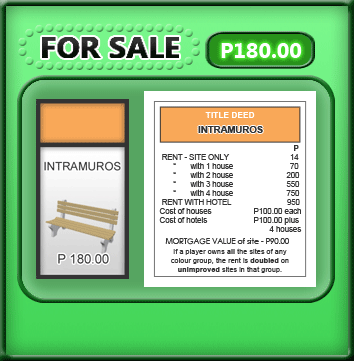 FOR SALE P180.00
INTRAMUROS
P 180.00
TITLE DEED
INTRAMUROS
P
RENT - SITE ONLY 14
" with 1 house 70
" with 2 house 200
" with 3 house 550
" with 4 house 750
RENT WITH HOTEL 950
Cost of houses P100.00 each
Cost of hotels P100.00 plus
4 houses
MORTGAGE VALUE of site - P90.00
If a player owns all the sites of any
colour group, the rent is doubled on
unimproved sites in that group.